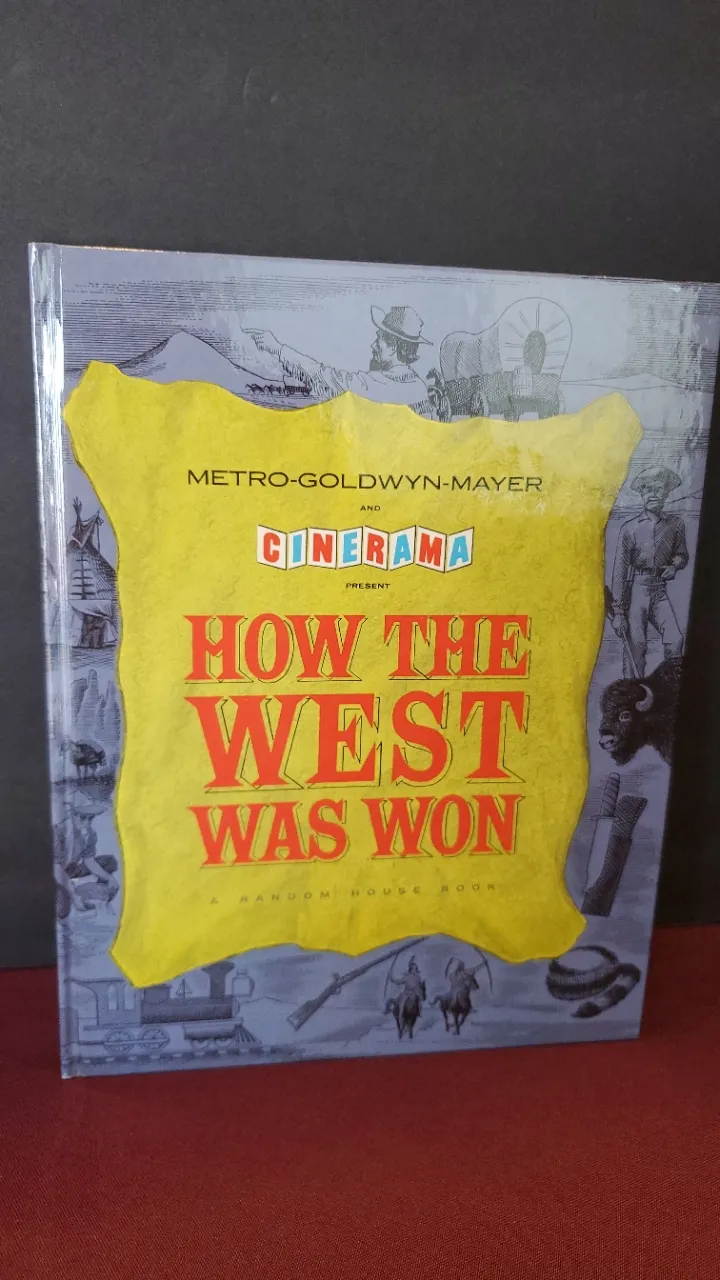 METRO-GOLDWYN-MAYER
AND
CINERAMA
PRESENT
HOW THE
WEST
WAS WON
A RANDOM HOUSE BOOK